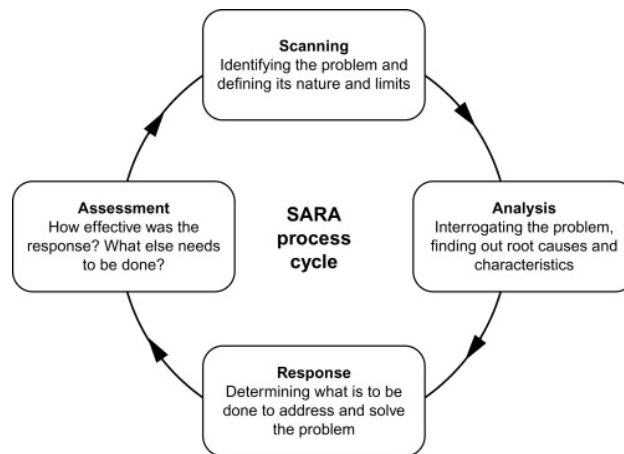 Scanning
Identifying the problem and
defining its nature and limits
Assessment
How effective was the
response? What else needs
to be done?
SARA
process
cycle
Analysis
Interrogating the problem,
finding out root causes and
characteristics
Response
Determining what is to be
done to address and solve
the problem